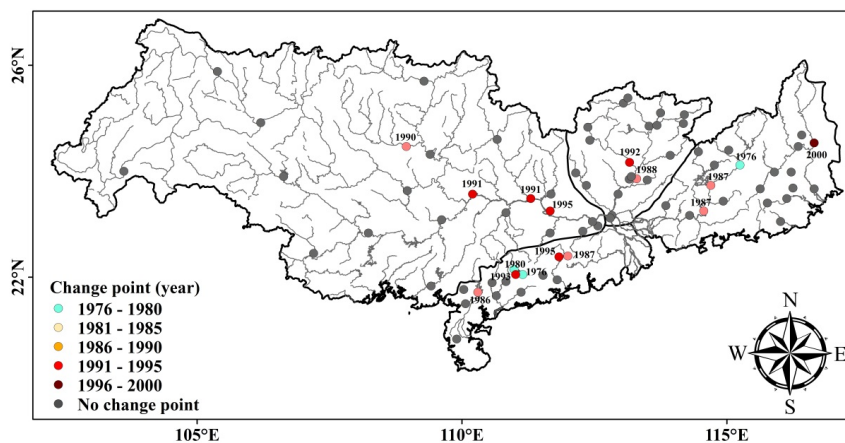 26°N
22°N
1990
1991
1991
1995
1992
1988
1976
2000
1987
1987
1995
1987
1980
1993
1976
1986
Change point (year)
1976 - 1980
1981 - 1985
1986 - 1990
1991 - 1995
1996 - 2000
No change point
N
W
E
S
105°E
110°E
115°E